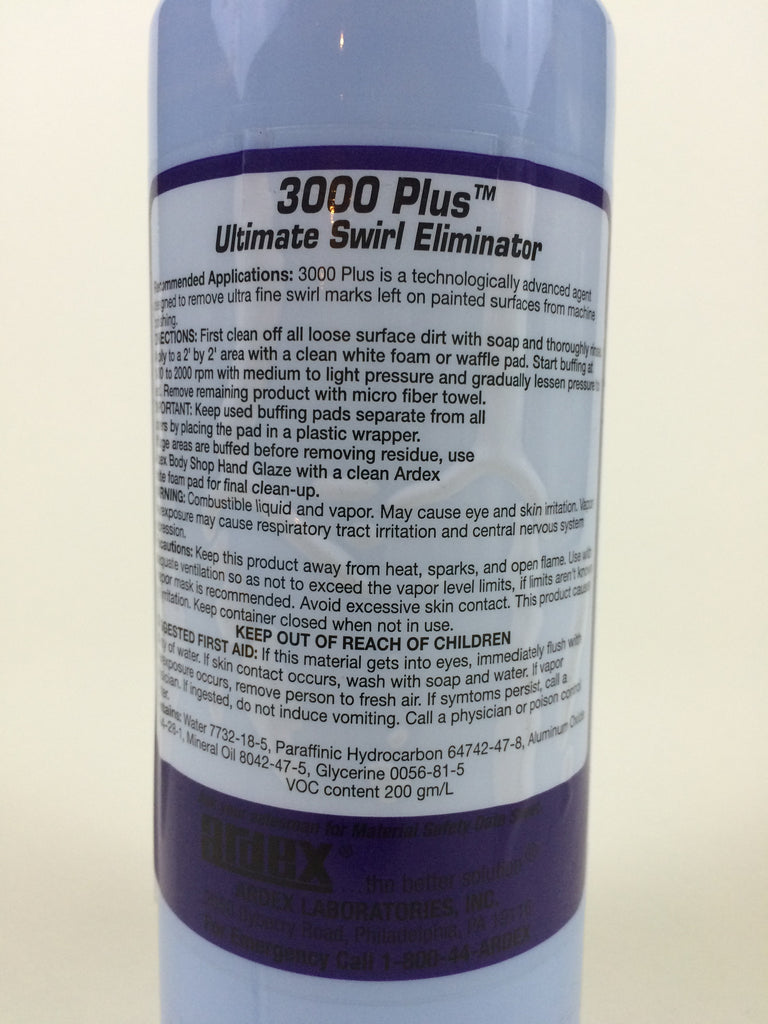 3000 Plus™
Ultimate Swirl Eliminator
Applications: 3000 Plus is a technologically advanced agent
to remove ultra fine swirl marks left on painted surfaces from machine
First clean off all loose surface dirt with soap and thoroughly
to a 2' by 2' area with a clean white foam or waffle pad. Start buffing at
to 2000 rpm with medium to light pressure and gradually lessen pressure
Remove remaining product with micro fiber towel.
Keep used buffing pads separate from all
by placing the pad in a plastic wrapper.
areas are buffed before removing residue, use
Body Shop Hand Glaze with a clean Ardex
foam pad for final clean-up.
Combustible liquid and vapor. May cause eye and skin irritation. Vapor
exposure may cause respiratory tract irritation and central nervous system
Keep this product away from heat, sparks, and open flame. Use with
ventilation so as not to exceed the vapor level limits, if limits aren't known
mask is recommended. Avoid excessive skin contact. This product
Keep container closed when not in use.
KEEP OUT OF REACH OF CHILDREN
FIRST AID: If this material gets into eyes, immediately flush with
of water. If skin contact occurs, wash with soap and water. If vapor
exposure occurs, remove person to fresh air. If symtoms persist, call a
If ingested, do not induce vomiting. Call a physician or poison control
Water 7732-18-5, Paraffinic Hydrocarbon 64742-47-8, Aluminum Oxide
Mineral Oil 8042-47-5, Glycerine 0056-81-5
VOC content 200 gm/L
your salesman for Material Safety Data
ardex®
...the better solution®
ARDEX LABORATORIES, INC.
Byberry Road, Philadelphia, PA
For Emergency Call 1-800-44-ARDEX